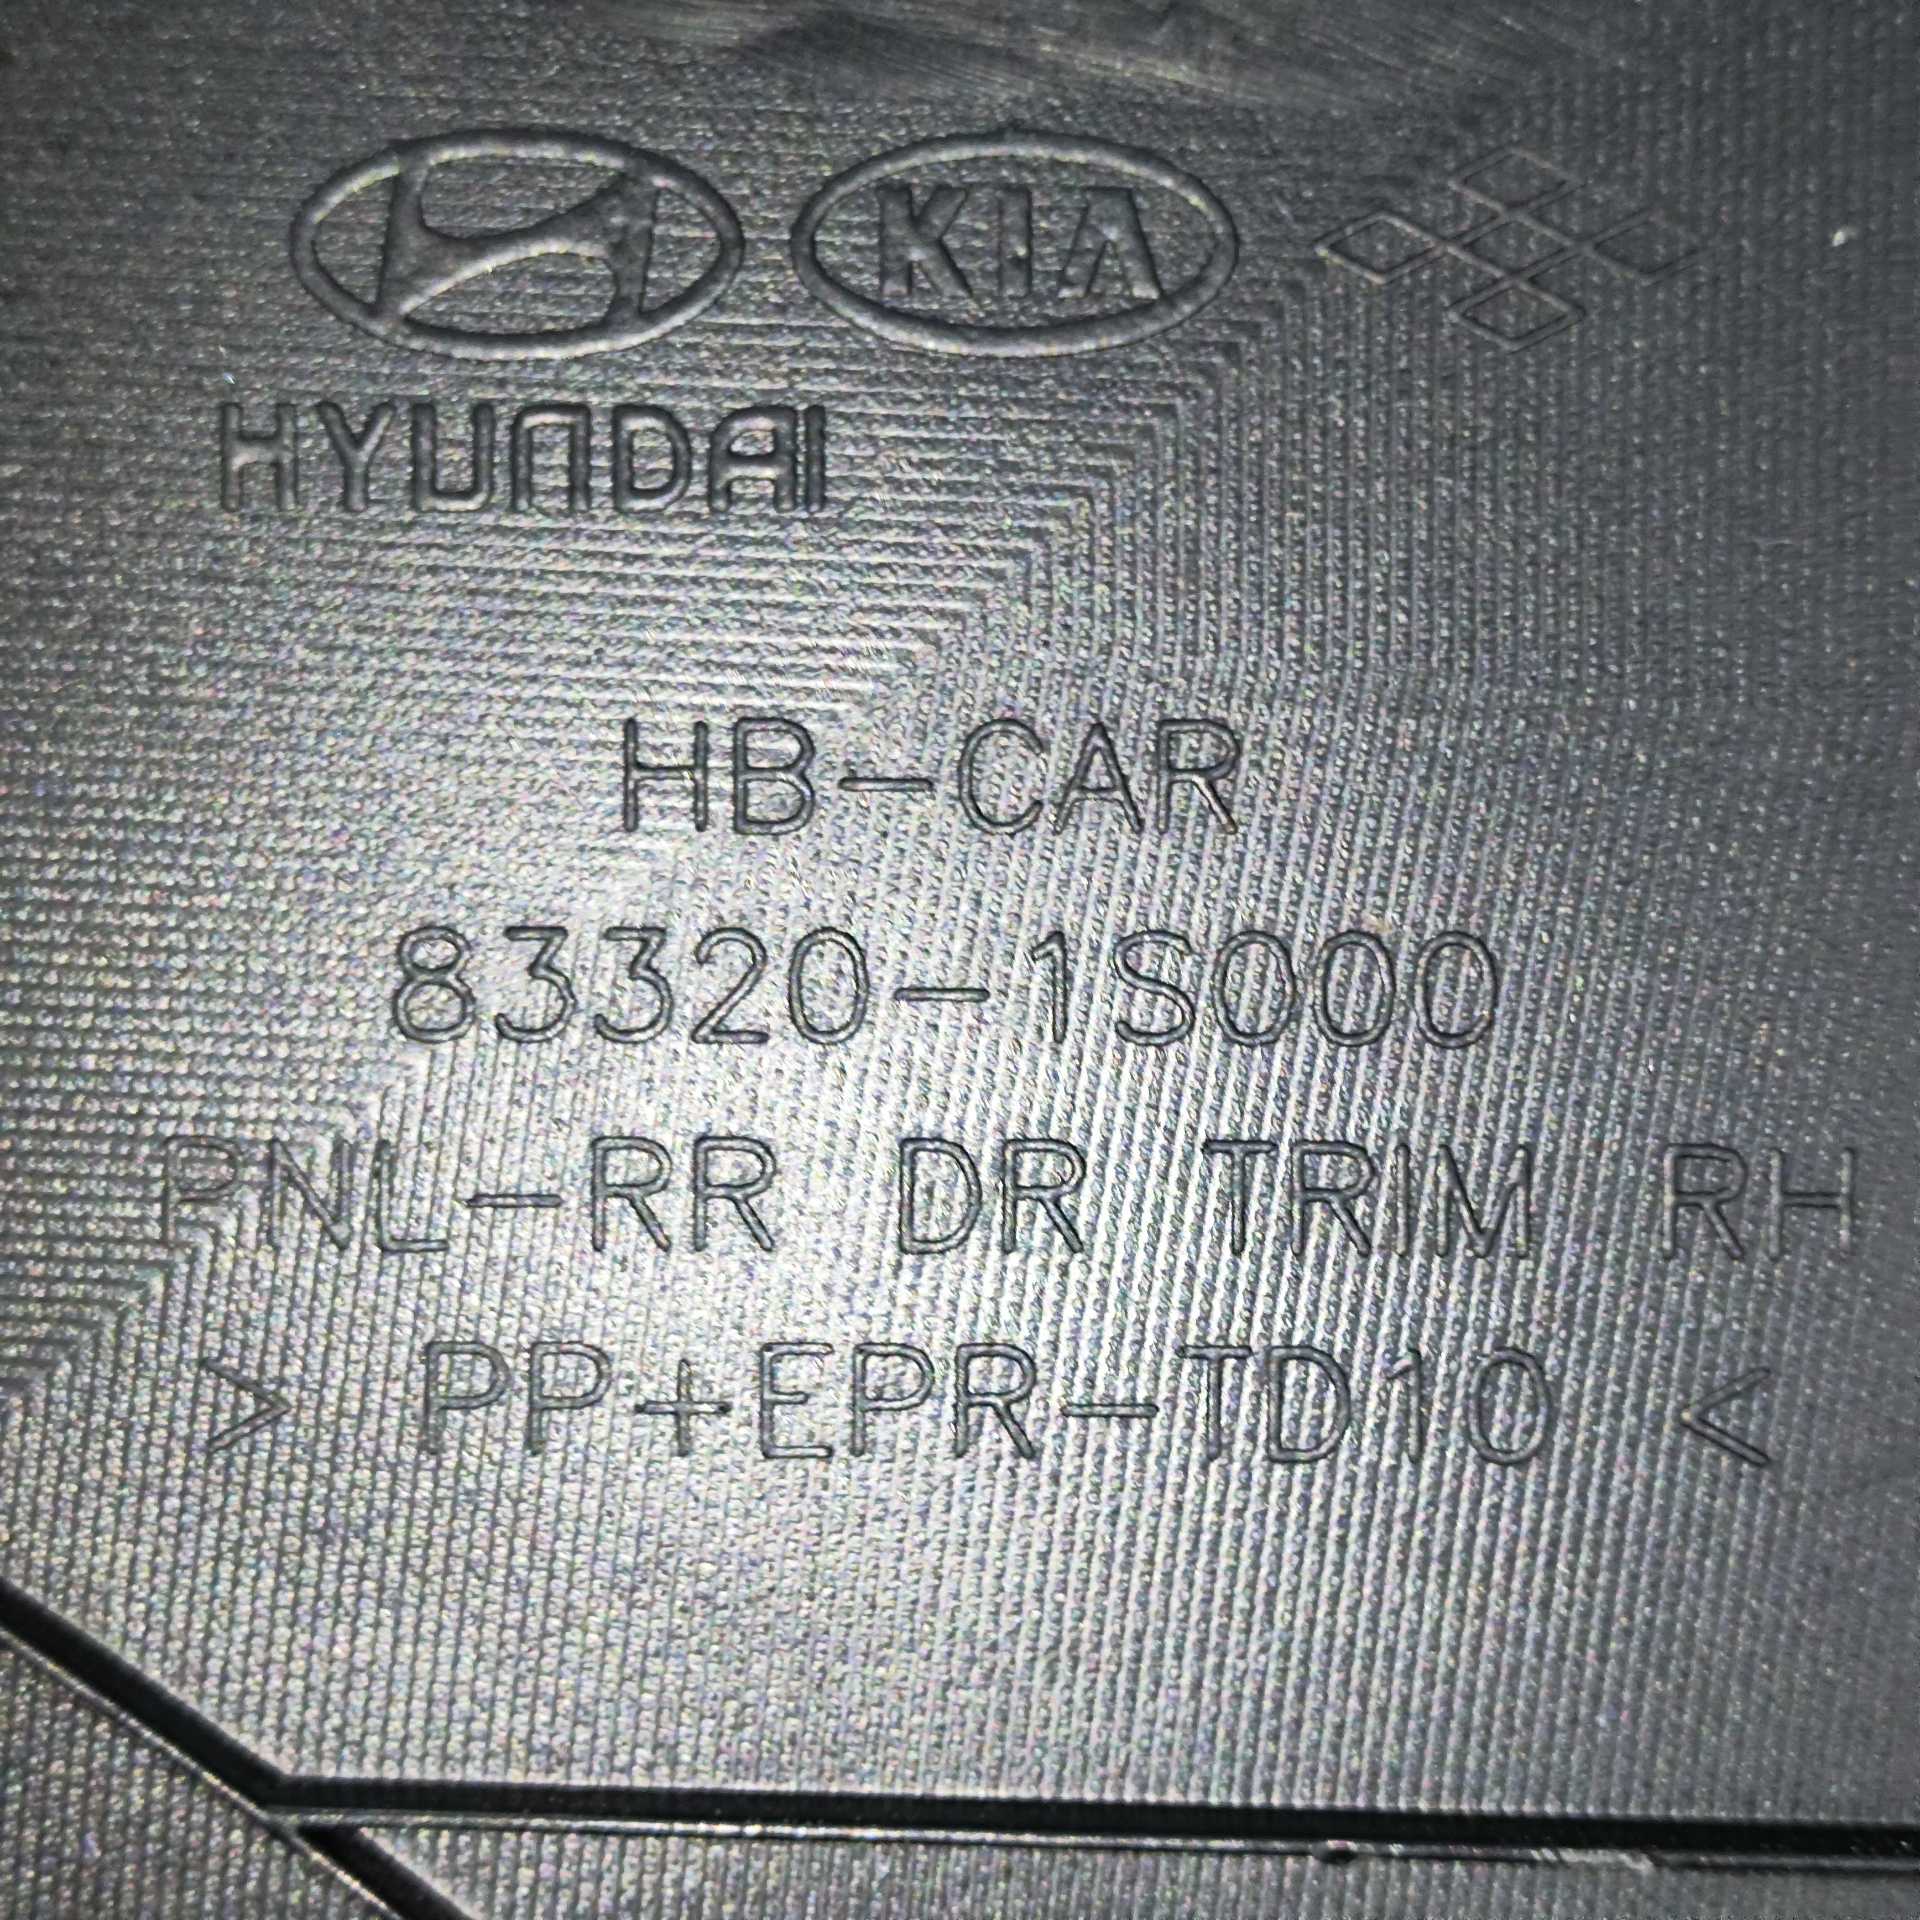 KIA
HYUNDAI
HB-CAR
83320-1S000
PNL-RR DR TRIM RH
> PP+EPR-TD10 <